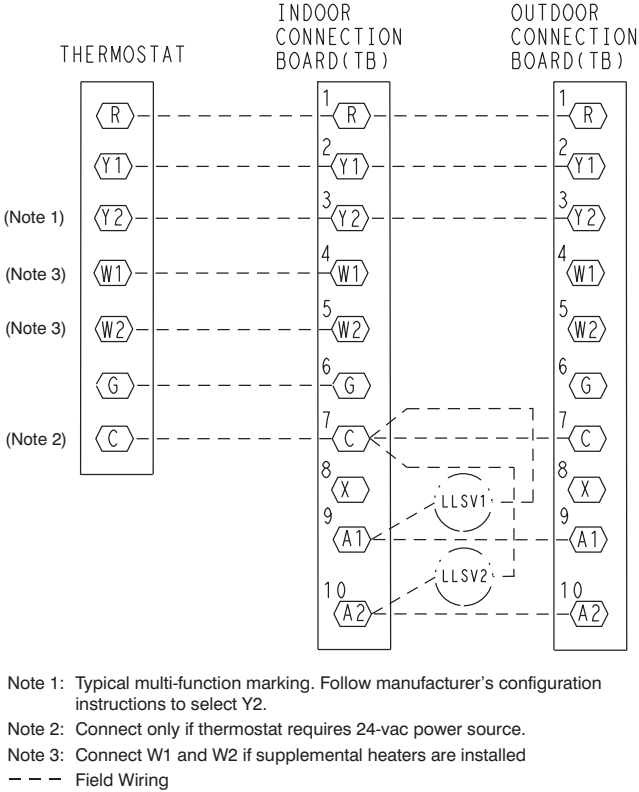 INDOOR
CONNECTION
BOARD(TB)
OUTDOOR
CONNECTION
BOARD(TB)
THERMOSTAT
R
1 R
1 R
Y1
2 Y1
2 Y1
(Note 1) Y2
3 Y2
3 Y2
(Note 3) W1
4 W1
4 W1
(Note 3) W2
5 W2
5 W2
G
6 G
6 G
(Note 2) C
7 C
7 C
8 X
8 X
LLSV1
9 A1
9 A1
LLSV2
10 A2
10 A2
Note 1: Typical multi-function marking. Follow manufacturer’s configuration
instructions to select Y2.
Note 2: Connect only if thermostat requires 24-vac power source.
Note 3: Connect W1 and W2 if supplemental heaters are installed
Field Wiring